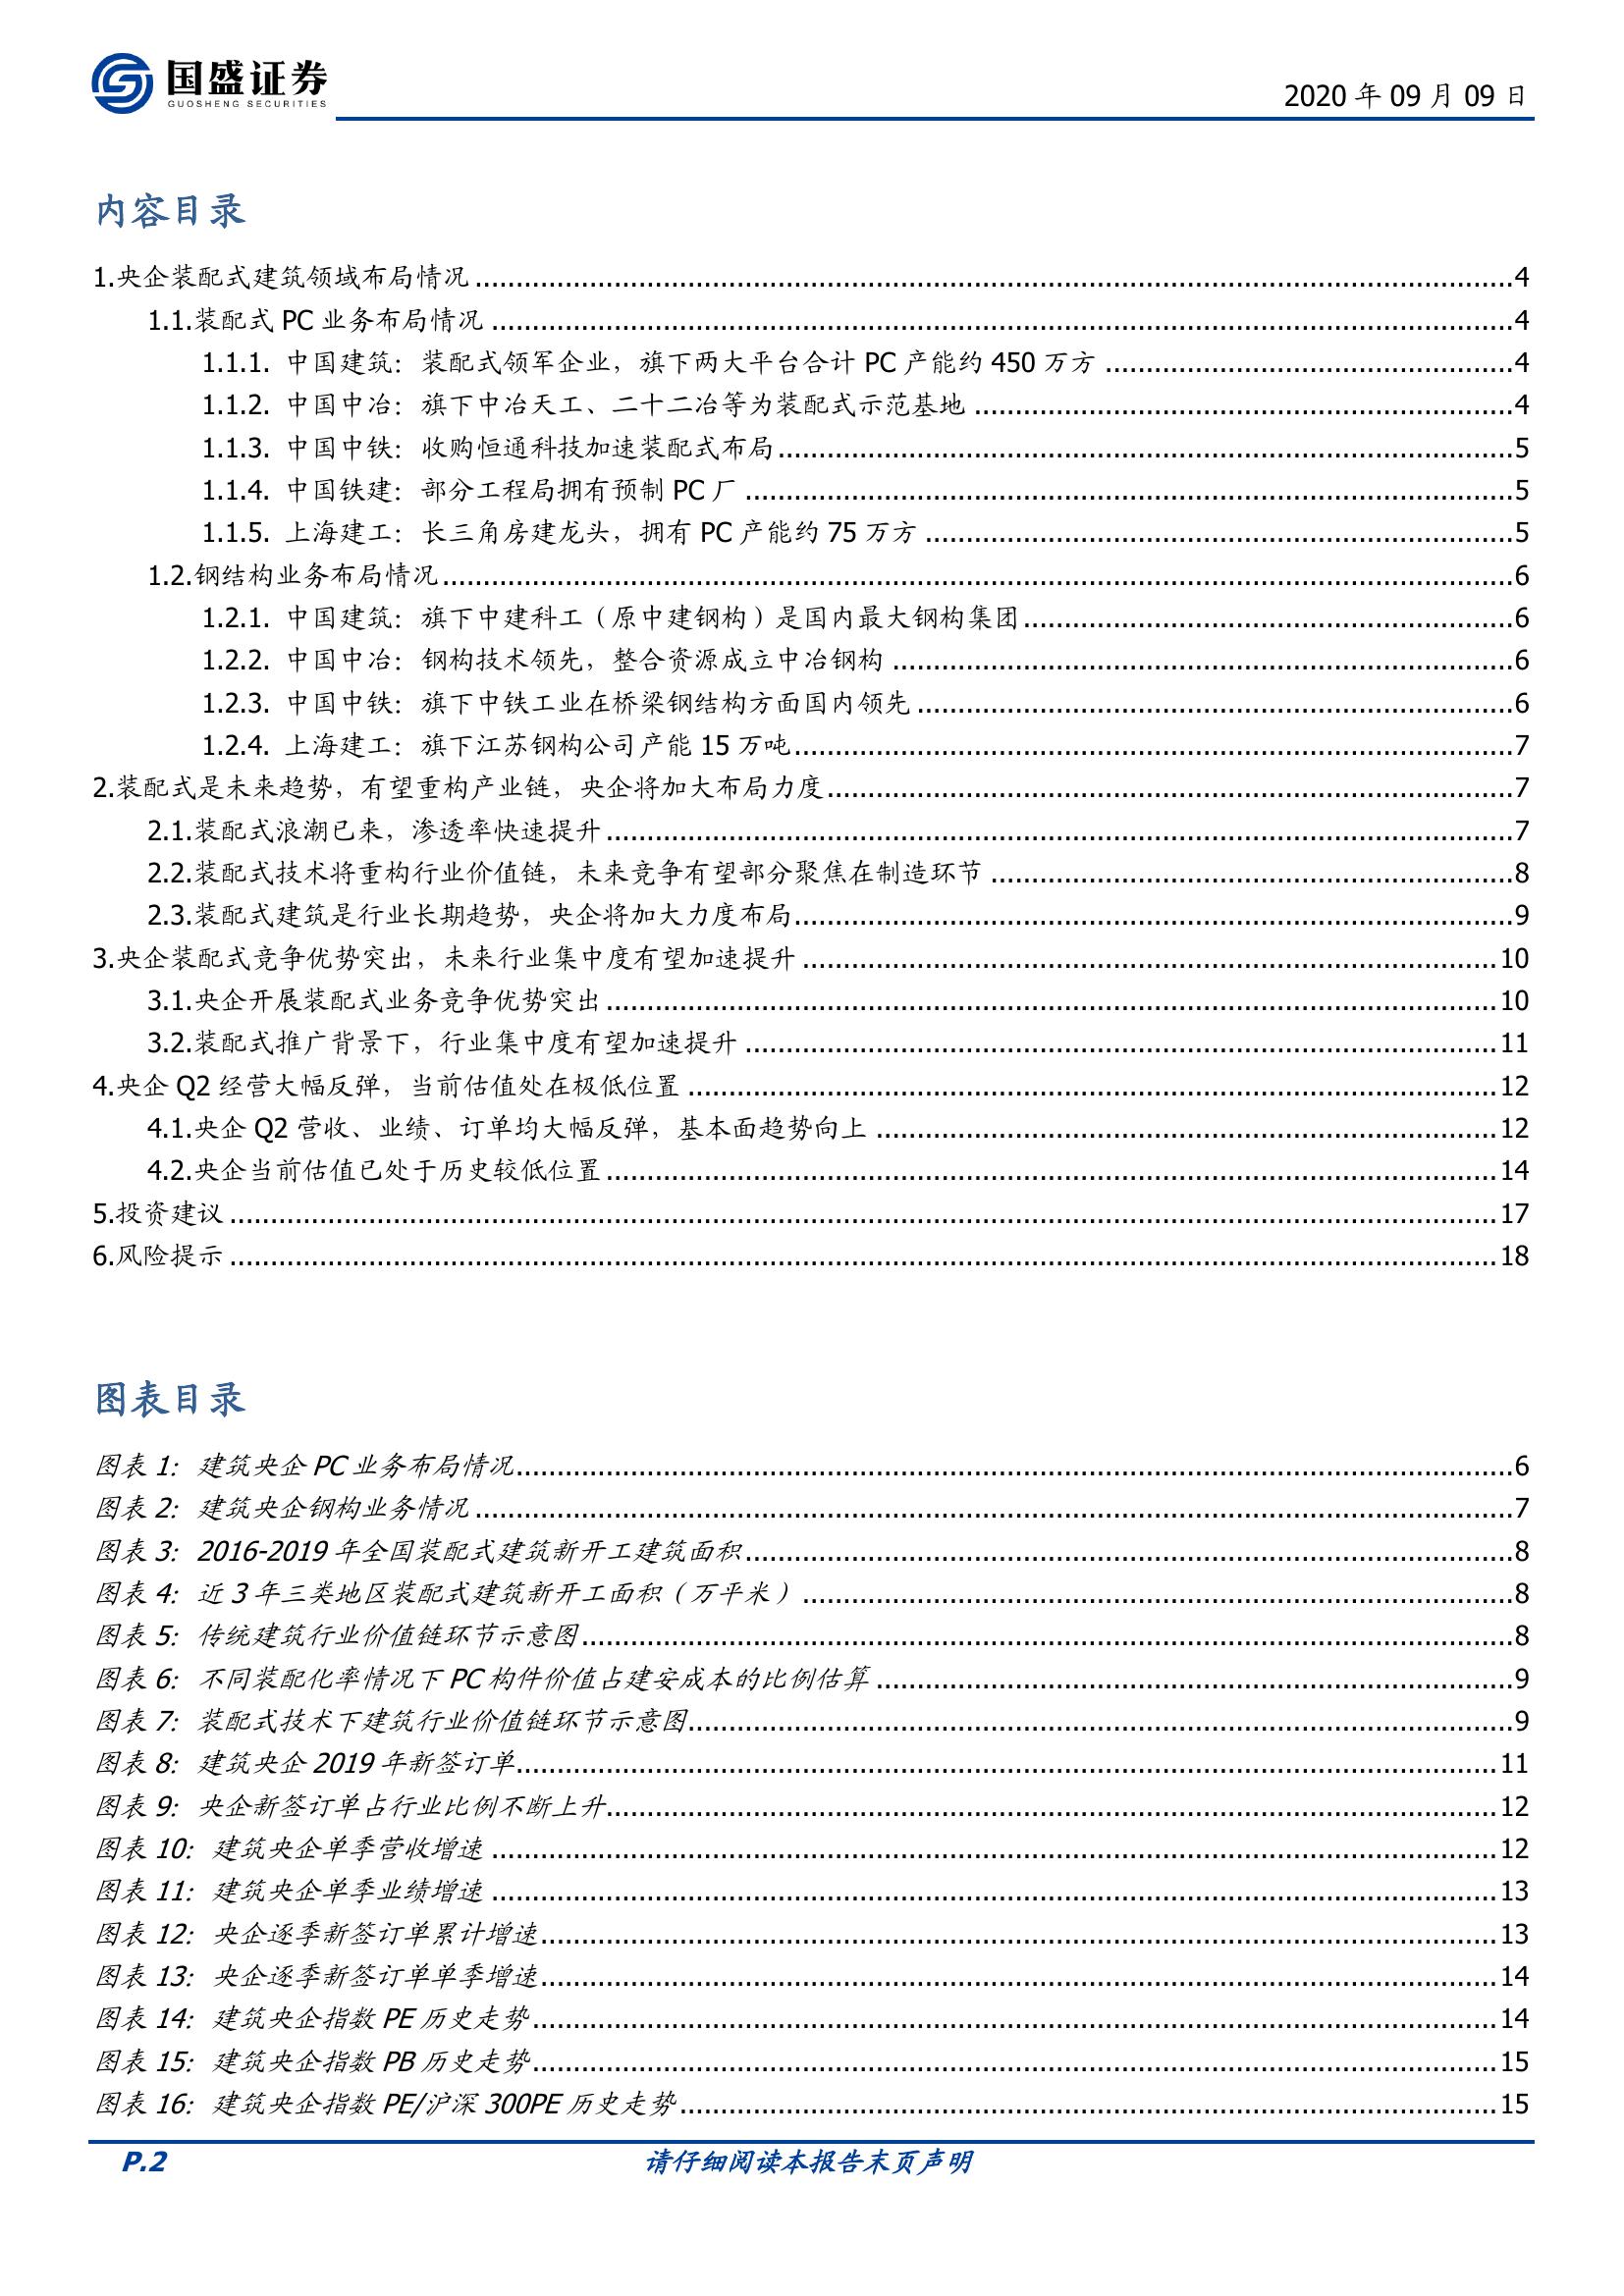 国盛证券
GUOSHENG SECURITIES
2020 年 09 月 09 日
内容目录
1.央企装配式建筑领域布局情况 ........ 4
1.1.装配式 PC 业务布局情况 ........ 4
1.1.1. 中国建筑：装配式领军企业，旗下两大平台合计 PC 产能约 450 万方 ........ 4
1.1.2. 中国中冶：旗下中冶天工、二十二冶等为装配式示范基地 ........ 4
1.1.3. 中国中铁：收购恒通科技加速装配式布局 ........ 5
1.1.4. 中国铁建：部分工程局拥有预制 PC 厂 ........ 5
1.1.5. 上海建工：长三角房建龙头，拥有 PC 产能约 75 万方 ........ 5
1.2.钢结构业务布局情况 ........ 6
1.2.1. 中国建筑：旗下中建科工（原中建钢构）是国内最大钢构集团 ........ 6
1.2.2. 中国中冶：钢构技术领先，整合资源成立中冶钢构 ........ 6
1.2.3. 中国中铁：旗下中铁工业在桥梁钢结构方面国内领先 ........ 6
1.2.4. 上海建工：旗下江苏钢构公司产能 15 万吨 ........ 7
2.装配式是未来趋势，有望重构产业链，央企将加大布局力度 ........ 7
2.1.装配式浪潮已来，渗透率快速提升 ........ 7
2.2.装配式技术将重构行业价值链，未来竞争有望部分聚焦在制造环节 ........ 8
2.3.装配式建筑是行业长期趋势，央企将加大力度布局 ........ 9
3.央企装配式竞争优势突出，未来行业集中度有望加速提升 ........ 10
3.1.央企开展装配式业务竞争优势突出 ........ 10
3.2.装配式推广背景下，行业集中度有望加速提升 ........ 11
4.央企 Q2 经营大幅反弹，当前估值处在极低位置 ........ 12
4.1.央企 Q2 营收、业绩、订单均大幅反弹，基本面趋势向上 ........ 12
4.2.央企当前估值已处于历史较低位置 ........ 14
5.投资建议 ........ 17
6.风险提示 ........ 18
图表目录
图表 1：建筑央企 PC 业务布局情况 ........ 6
图表 2：建筑央企钢构业务情况 ........ 7
图表 3：2016-2019 年全国装配式建筑新开工建筑面积 ........ 8
图表 4：近 3 年三类地区装配式建筑新开工面积（万平米） ........ 8
图表 5：传统建筑行业价值链环节示意图 ........ 8
图表 6：不同装配化率情况下 PC 构件价值占建安成本的比例估算 ........ 9
图表 7：装配式技术下建筑行业价值链环节示意图 ........ 9
图表 8：建筑央企 2019 年新签订单 ........ 11
图表 9：央企新签订单占行业比例不断上升 ........ 12
图表 10：建筑央企单季营收增速 ........ 12
图表 11：建筑央企单季业绩增速 ........ 13
图表 12：央企逐季新签订单累计增速 ........ 13
图表 13：央企逐季新签订单单季增速 ........ 14
图表 14：建筑央企指数 PE 历史走势 ........ 14
图表 15：建筑央企指数 PB 历史走势 ........ 15
图表 16：建筑央企指数 PE/沪深 300PE 历史走势 ........ 15
P.2
请仔细阅读本报告末页声明